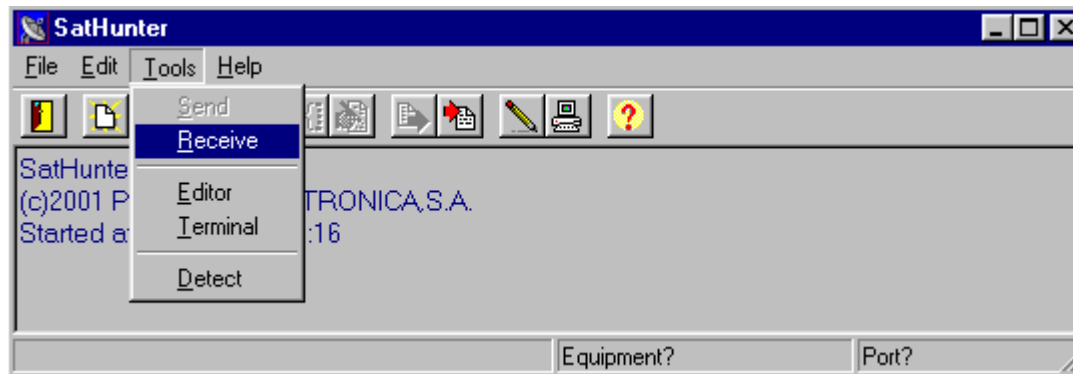 SatHunter
File Edit Tools Help
Send
Receive
Editor
Terminal
Detect
SatHunte
(c)2001 P TRONICA,S.A.
Started a :16
Equipment? Port?